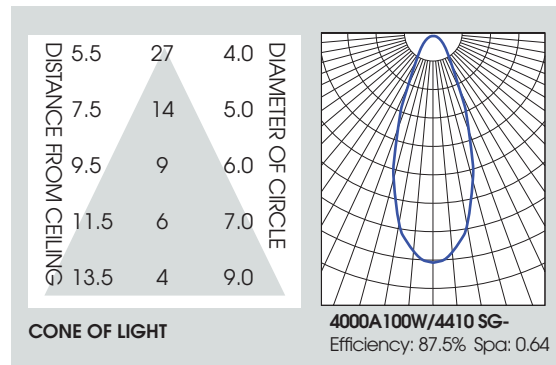 DISTANCE FROM CEILING
5.5 27 4.0
7.5 14 5.0
9.5 9 6.0
11.5 6 7.0
13.5 4 9.0
DIAMETER OF CIRCLE
CONE OF LIGHT
4000A100W/4410 SG-
Efficiency: 87.5% Spa: 0.64